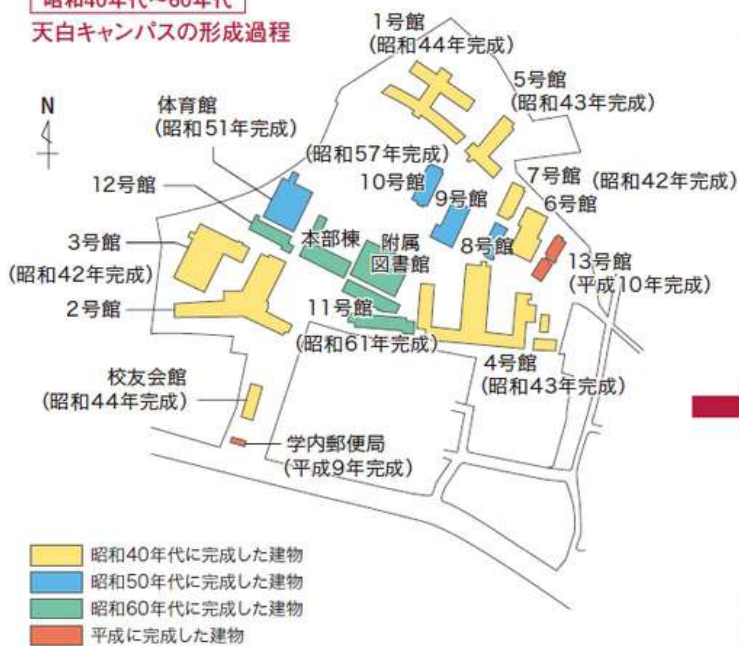 昭和40年代～60年代
天白キャンパスの形成過程
N
1号館
(昭和44年完成)
5号館
(昭和43年完成)
体育館
(昭和51年完成)
(昭和57年完成)
10号館
9号館
7号館 (昭和42年完成)
6号館
12号館
3号館
(昭和42年完成)
本部棟
附属
図書館
8号館
13号館
(平成10年完成)
2号館
11号館
(昭和61年完成)
4号館
(昭和43年完成)
校友会館
(昭和44年完成)
学内郵便局
(平成9年完成)
昭和40年代に完成した建物
昭和50年代に完成した建物
昭和60年代に完成した建物
平成に完成した建物